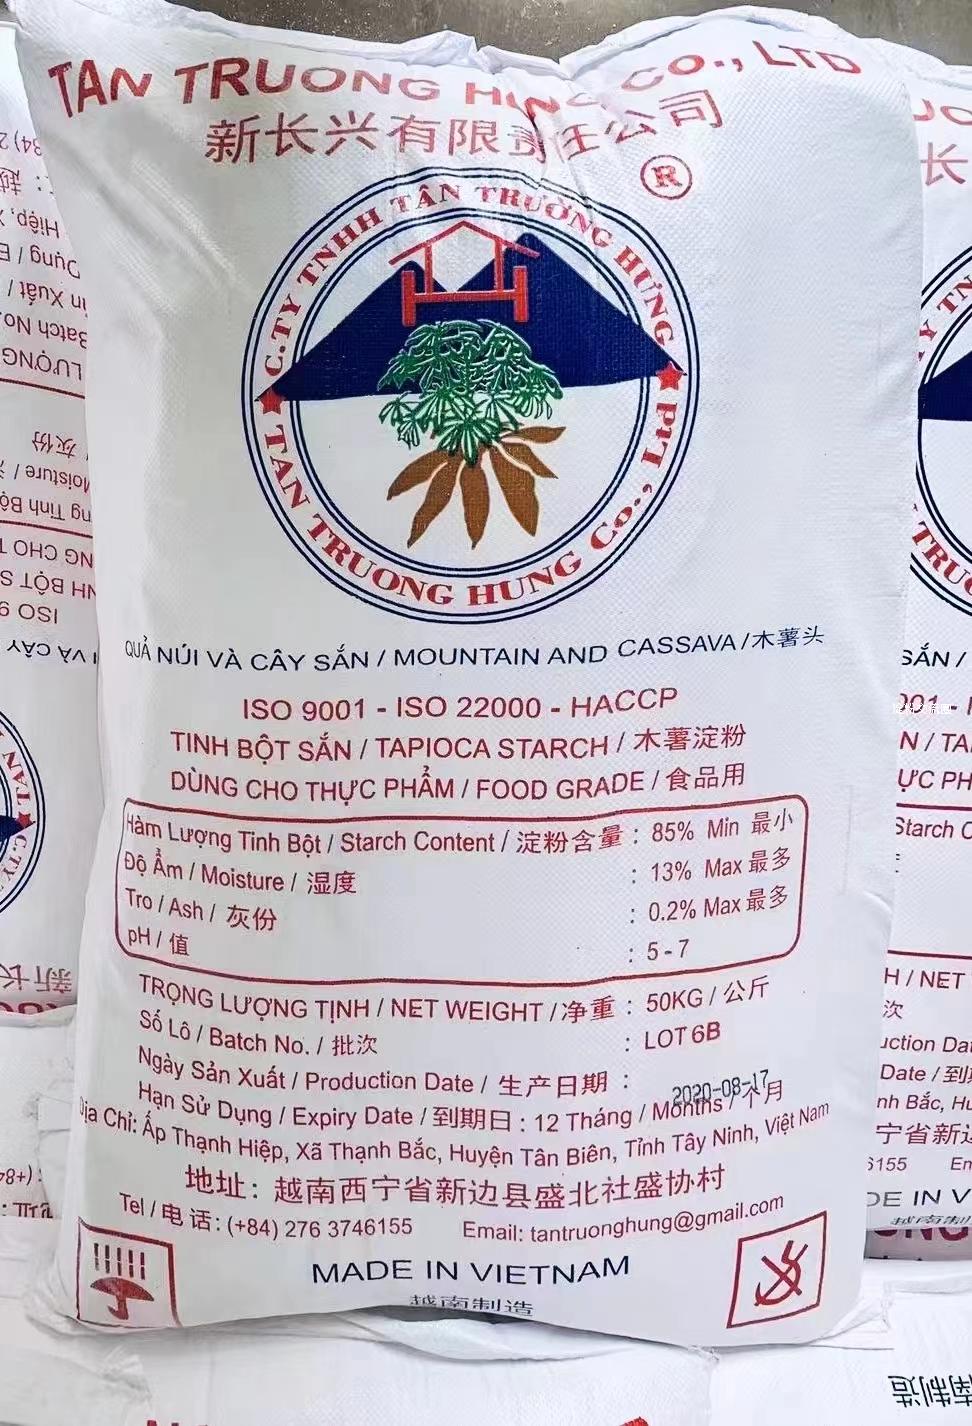 TAN TRUONG HUNG CO., LTD
新长兴有限责任公司
®
C.TY TNHH TÂN TRƯỜNG HƯNG
TAN TRUONG HUNG Co., Ltd
QUẢ NÚI VÀ CÂY SẮN / MOUNTAIN AND CASSAVA /木薯头
ISO 9001 - ISO 22000 - HACCP
TINH BỘT SẮN / TAPIOCA STARCH / 木薯淀粉
DÙNG CHO THỰC PHẨM / FOOD GRADE / 食品用
Hàm Lượng Tinh Bột / Starch Content / 淀粉含量 : 85% Min 最小
Độ Ẩm / Moisture / 湿度 : 13% Max 最多
Tro / Ash / 灰份 : 0.2% Max 最多
pH / 值 : 5 - 7
TRỌNG LƯỢNG TỊNH / NET WEIGHT / 净重 : 50KG / 公斤
Số Lô / Batch No. / 批次 : LOT 6B
Ngày Sản Xuất / Production Date / 生产日期 : 2020-08-17
Hạn Sử Dụng / Expiry Date / 到期日 : 12 Tháng / Months / 个月
Địa Chỉ: Ấp Thạnh Hiệp, Xã Thạnh Bắc, Huyện Tân Biên, Tỉnh Tây Ninh, Việt Nam
地址：越南西宁省新边县盛北社盛协村
Tel / 电 话: (+84) 276 3746155 Email: tantruonghung@gmail.com
MADE IN VIETNAM
越南制造